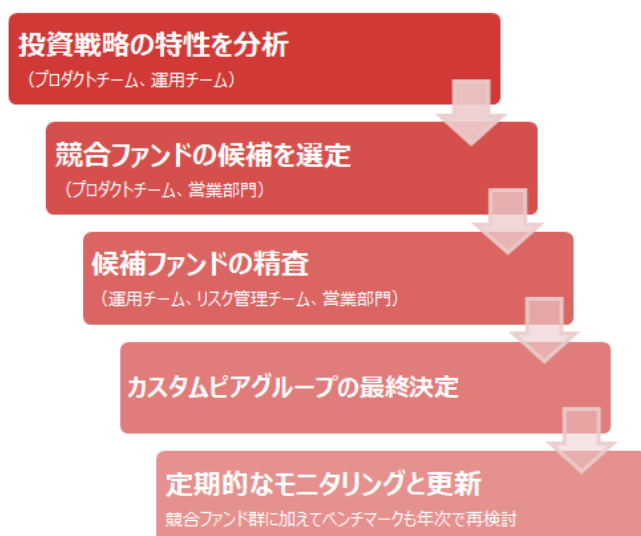 投資戦略の特性を分析
（プロダクトチーム、運用チーム）
競合ファンドの候補を選定
（プロダクトチーム、営業部門）
候補ファンドの精査
（運用チーム、リスク管理チーム、営業部門）
カスタムピアグループの最終決定
定期的なモニタリングと更新
競合ファンド群に加えてベンチマークも年次で再検討